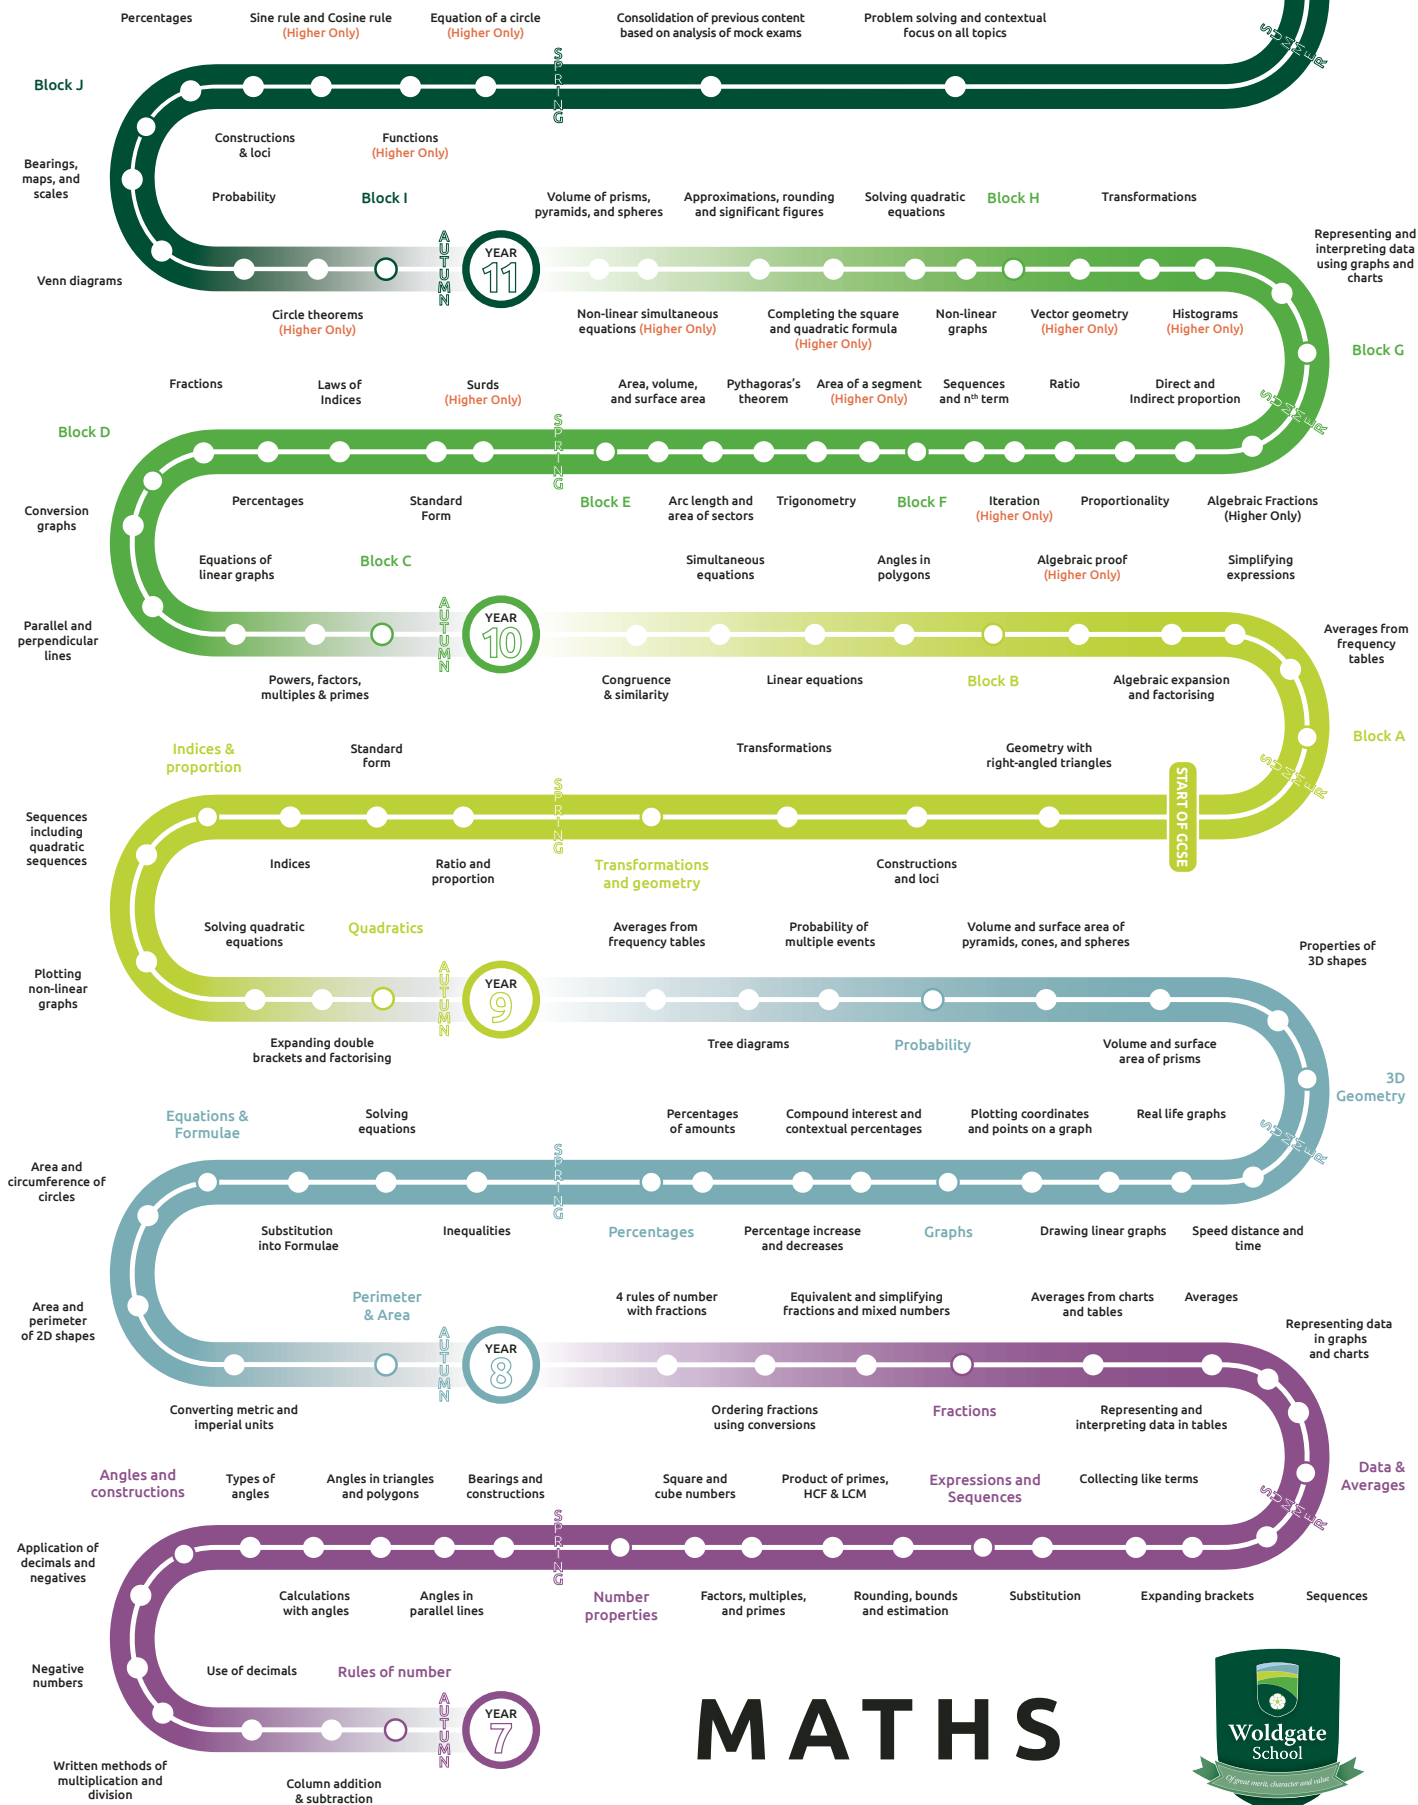 Percentages
Sine rule and Cosine rule
(Higher Only)
Equation of a circle
(Higher Only)
Consolidation of previous content
based on analysis of mock exams
Problem solving and contextual
focus on all topics
SUMMER
Block J
SPRING
Constructions
& loci
Functions
(Higher Only)
Bearings,
maps, and
scales
Probability
Block I
Volume of prisms,
pyramids, and spheres
Approximations, rounding
and significant figures
Solving quadratic
equations
Block H
Transformations
Representing and
interpreting data
using graphs and
charts
AUTUMN
YEAR
11
Venn diagrams
Circle theorems
(Higher Only)
Non-linear simultaneous
equations (Higher Only)
Completing the square
and quadratic formula
(Higher Only)
Non-linear
graphs
Vector geometry
(Higher Only)
Histograms
(Higher Only)
Block G
Fractions
Laws of
Indices
Surds
(Higher Only)
Area, volume,
and surface area
Pythagoras's
theorem
Area of a segment
(Higher Only)
Sequences
and nth term
Ratio
Direct and
Indirect proportion
SUMMER
Block D
SPRING
Conversion
graphs
Percentages
Standard
Form
Block E
Arc length and
area of sectors
Trigonometry
Block F
Iteration
(Higher Only)
Proportionality
Algebraic Fractions
(Higher Only)
Equations of
linear graphs
Block C
Simultaneous
equations
Angles in
polygons
Algebraic proof
(Higher Only)
Simplifying
expressions
AUTUMN
YEAR
10
Parallel and
perpendicular
lines
Averages from
frequency
tables
Powers, factors,
multiples & primes
Congruence
& similarity
Linear equations
Block B
Algebraic expansion
and factorising
Block A
Indices &
proportion
Standard
form
Transformations
Geometry with
right-angled triangles
START OF GCSE
SUMMER
SPRING
Sequences
including
quadratic
sequences
Indices
Ratio and
proportion
Transformations
and geometry
Constructions
and loci
Solving quadratic
equations
Quadratics
Averages from
frequency tables
Probability of
multiple events
Volume and surface area of
pyramids, cones, and spheres
Properties of
3D shapes
Plotting
non-linear
graphs
AUTUMN
YEAR
9
Expanding double
brackets and factorising
Tree diagrams
Probability
Volume and surface
area of prisms
3D
Geometry
Equations &
Formulae
Solving
equations
Percentages
of amounts
Compound interest and
contextual percentages
Plotting coordinates
and points on a graph
Real life graphs
SUMMER
SPRING
Area and
circumference of
circles
Substitution
into Formulae
Inequalities
Percentages
Percentage increase
and decreases
Graphs
Drawing linear graphs
Speed distance and
time
Area and
perimeter
of 2D shapes
Perimeter
& Area
4 rules of number
with fractions
Equivalent and simplifying
fractions and mixed numbers
Averages from charts
and tables
Averages
Representing data
in graphs
and charts
AUTUMN
YEAR
8
Converting metric and
imperial units
Ordering fractions
using conversions
Fractions
Representing and
interpreting data in tables
Data &
Averages
Angles and
constructions
Types of
angles
Angles in triangles
and polygons
Bearings and
constructions
Square and
cube numbers
Product of primes,
HCF & LCM
Expressions and
Sequences
Collecting like terms
SUMMER
SPRING
Application of
decimals and
negatives
Calculations
with angles
Angles in
parallel lines
Number
properties
Factors, multiples,
and primes
Rounding, bounds
and estimation
Substitution
Expanding brackets
Sequences
Negative
numbers
Use of decimals
Rules of number
AUTUMN
YEAR
7
Written methods of
multiplication and
division
Column addition
& subtraction
MATHS
Woldgate
School
Of great merit, character and value